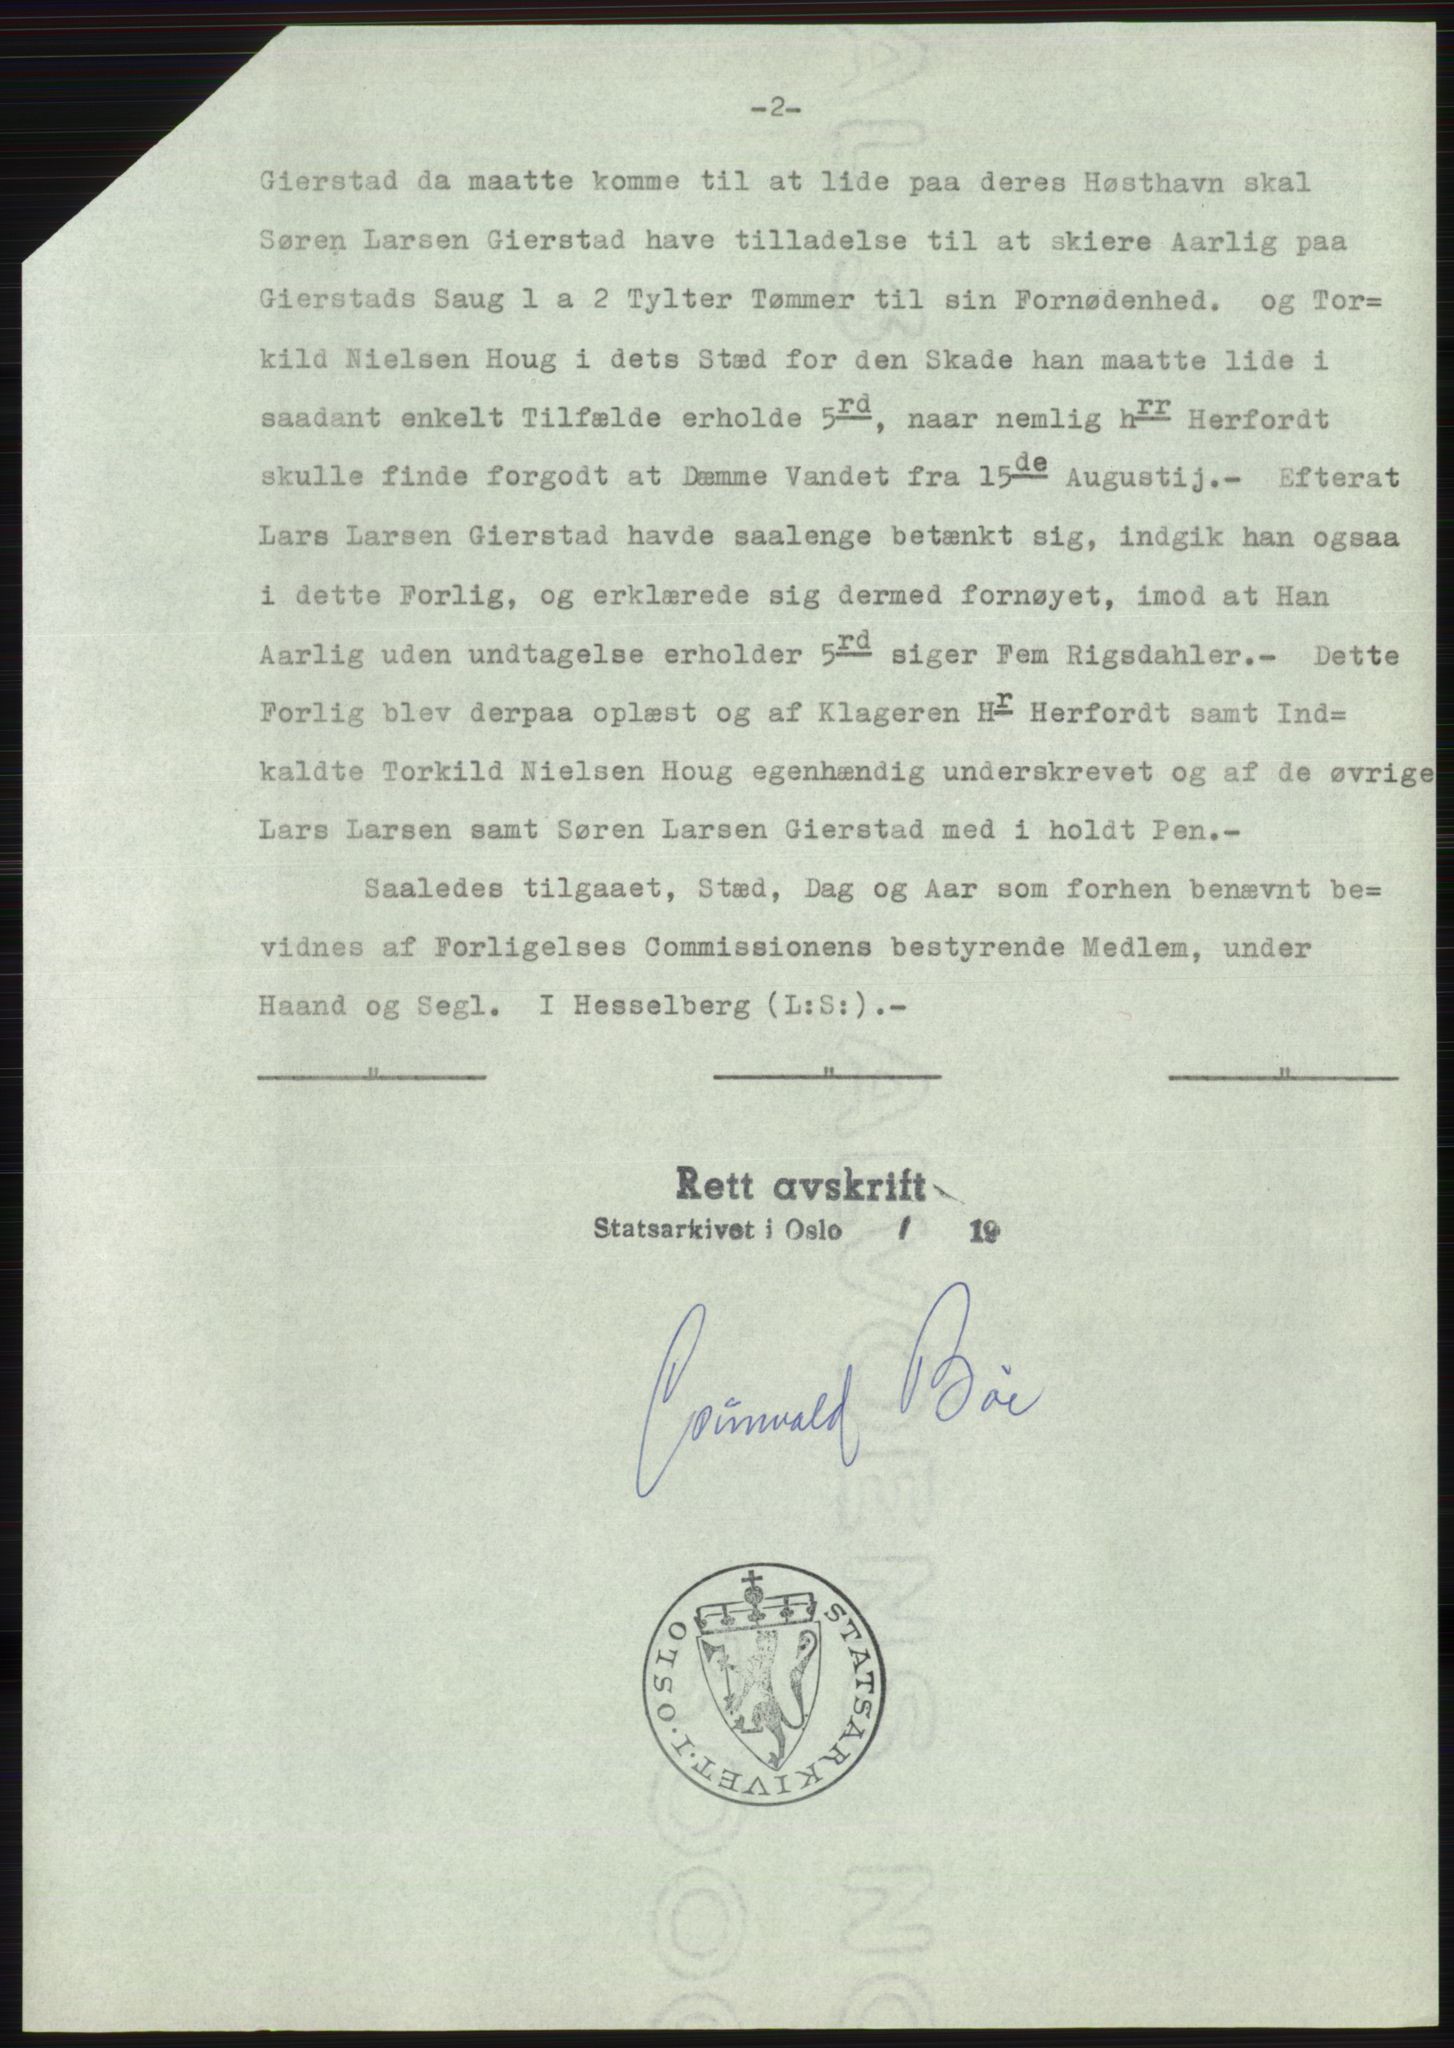 -2-
Gierstad da maatte komme til at lide paa deres Høsthavn skal
Søren Larsen Gierstad have tilladelse til at skiere Aarlig paa
Gierstads Saug 1 a 2 Tylter Tømmer til sin Fornødenhed. og Tor=
kild Nielsen Houg i dets Stæd for den Skade han maatte lide i
saadant enkelt Tilfælde erholde 5rd, naar nemlig hrr Herfordt
skulle finde forgodt at Dæmme Vandet fra 15de Augustij.- Efterat
Lars Larsen Gierstad havde saalenge betænkt sig, indgik han ogsaa
i dette Forlig, og erklærede sig dermed fornøyet, imod at Han
Aarlig uden undtagelse erholder 5rd siger Fem Rigsdahler.- Dette
Forlig blev derpaa oplæst og af Klageren Hr Herfordt samt Ind=
kaldte Torkild Nielsen Houg egenhændig underskrevet og af de øvrige
Lars Larsen samt Søren Larsen Gierstad med i holdt Pen.-
Saaledes tilgaaet, Stæd, Dag og Aar som forhen benævnt be=
vidnes af Forligelses Commissionens bestyrende Medlem, under
Haand og Segl. I Hesselberg (L:S:).-
" " "
Rett avskrift
Statsarkivet i Oslo / 19
Bøe
STATSARKIVET·I·OSLO